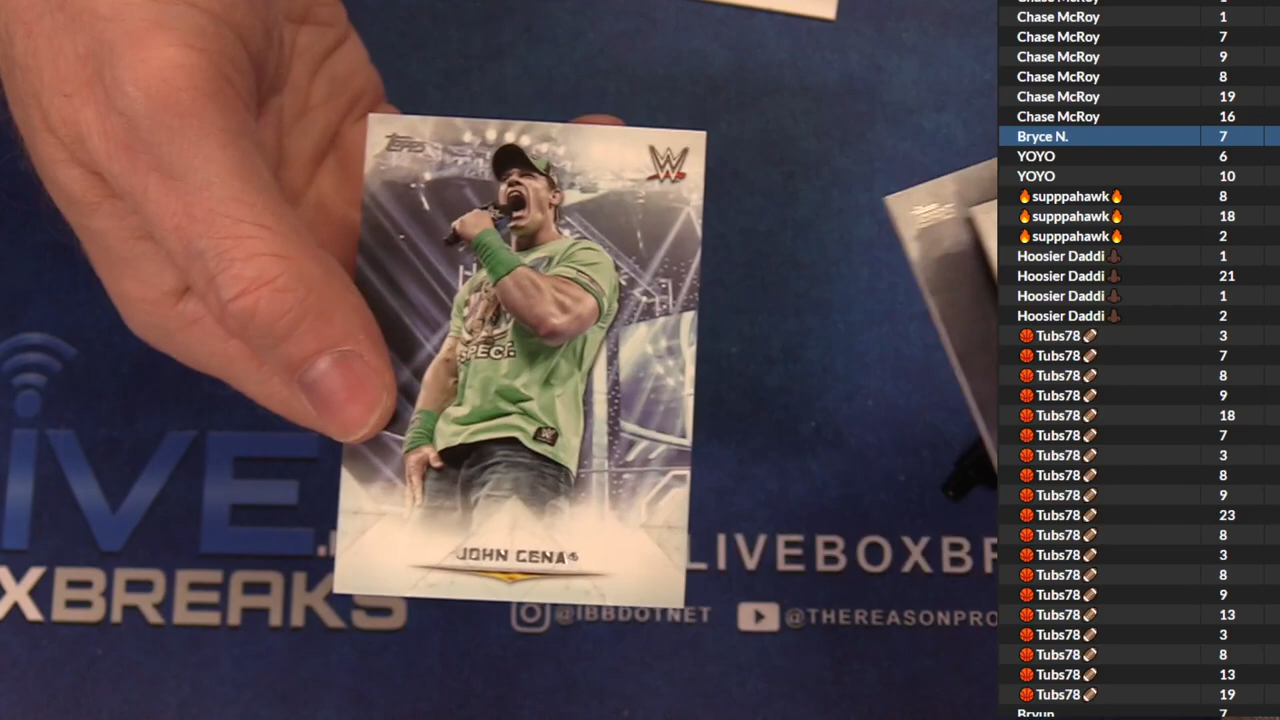 Topps
W
SPECT.
W
JOHN CENA®
iVE.
XBREAKS
LIVEBOXBR
@IBBDOTNET
@THEREASONPRO
Chase McRoy 1
Chase McRoy 7
Chase McRoy 9
Chase McRoy 8
Chase McRoy 19
Chase McRoy 16
Bryce N. 7
YOYO 6
YOYO 10
🔥supppahawk🔥 8
🔥supppahawk🔥 18
🔥supppahawk🔥 2
Hoosier Daddi👃🏿 1
Hoosier Daddi👃🏿 21
Hoosier Daddi👃🏿 1
Hoosier Daddi👃🏿 2
🏀Tubs78🏈 3
🏀Tubs78🏈 7
🏀Tubs78🏈 8
🏀Tubs78🏈 9
🏀Tubs78🏈 18
🏀Tubs78🏈 7
🏀Tubs78🏈 3
🏀Tubs78🏈 8
🏀Tubs78🏈 9
🏀Tubs78🏈 23
🏀Tubs78🏈 8
🏀Tubs78🏈 3
🏀Tubs78🏈 8
🏀Tubs78🏈 9
🏀Tubs78🏈 13
🏀Tubs78🏈 3
🏀Tubs78🏈 8
🏀Tubs78🏈 13
🏀Tubs78🏈 19